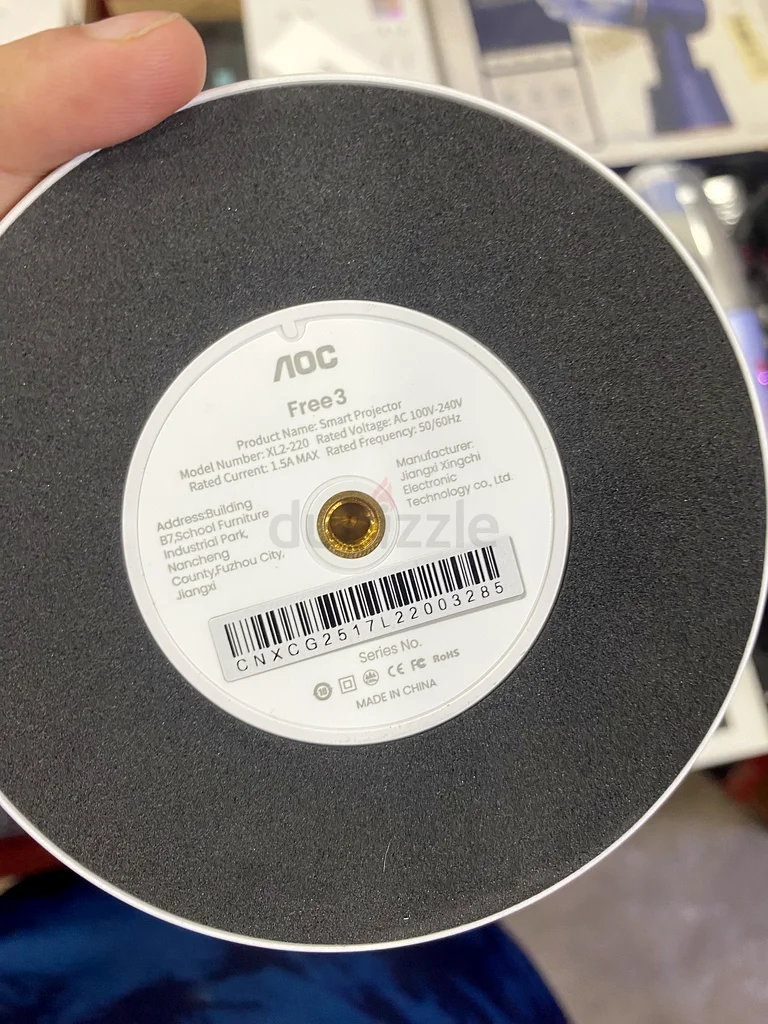 AOC
Free3
Product Name: Smart Projector
Model Number: XL2-220 Rated Voltage: AC 100V-240V
Rated Current: 1.5A MAX Rated Frequency: 50/60Hz
Manufacturer:
Jiangxi Xingchi
Electronic
Technology co., Ltd.
Address:Building
B7,School Furniture
Industrial Park,
Nancheng
County,Fuzhou City,
Jiangxi
dubizzle
CNXCG2517L22003285
Series No.
10 CE FC RoHS
MADE IN CHINA